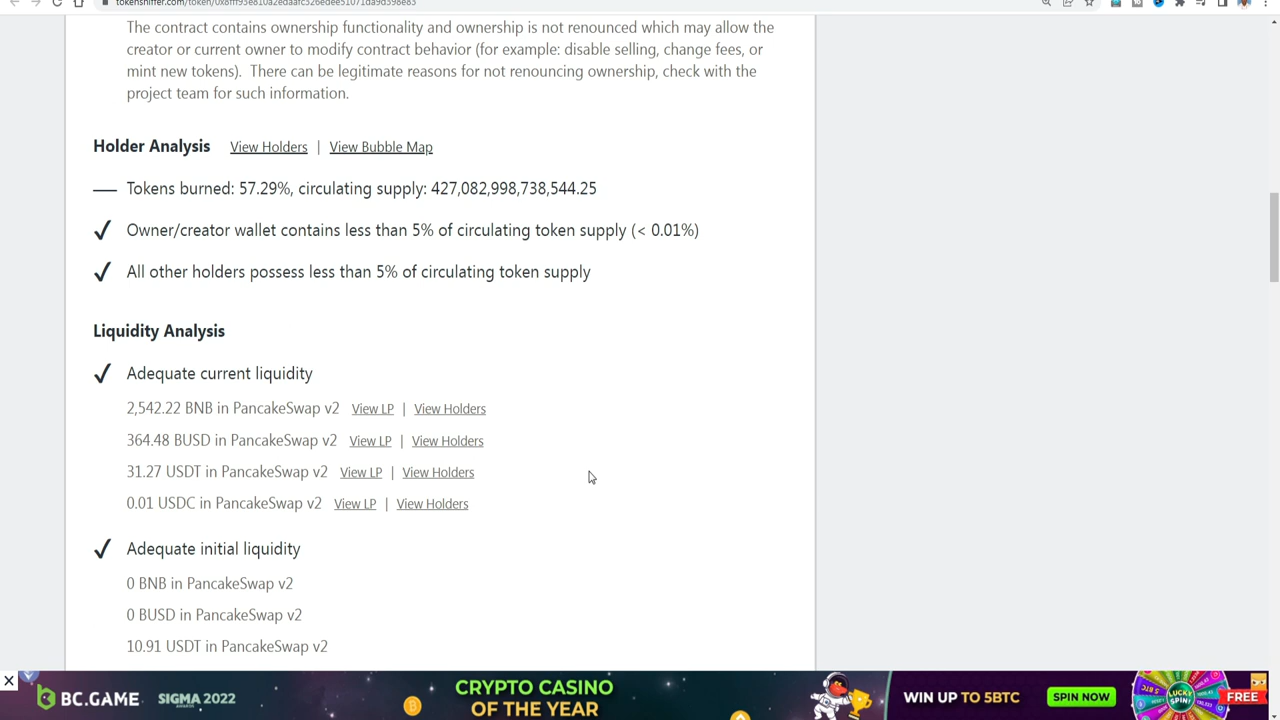 tokensniffer.com/token/0x8fff93e810a2edaafc326edee51071da9d398e83
The contract contains ownership functionality and ownership is not renounced which may allow the
creator or current owner to modify contract behavior (for example: disable selling, change fees, or
mint new tokens).  There can be legitimate reasons for not renouncing ownership, check with the
project team for such information.
Holder Analysis View Holders | View Bubble Map
Tokens burned: 57.29%, circulating supply: 427,082,998,738,544.25
Owner/creator wallet contains less than 5% of circulating token supply (< 0.01%)
All other holders possess less than 5% of circulating token supply
Liquidity Analysis
Adequate current liquidity
2,542.22 BNB in PancakeSwap v2 View LP | View Holders
364.48 BUSD in PancakeSwap v2 View LP | View Holders
31.27 USDT in PancakeSwap v2 View LP | View Holders
0.01 USDC in PancakeSwap v2 View LP | View Holders
Adequate initial liquidity
0 BNB in PancakeSwap v2
0 BUSD in PancakeSwap v2
10.91 USDT in PancakeSwap v2
BC.GAME SIGMA 2022 CRYPTO CASINO
OF THE YEAR WIN UP TO 5BTC SPIN NOW LUCKY
SPIN! FREE